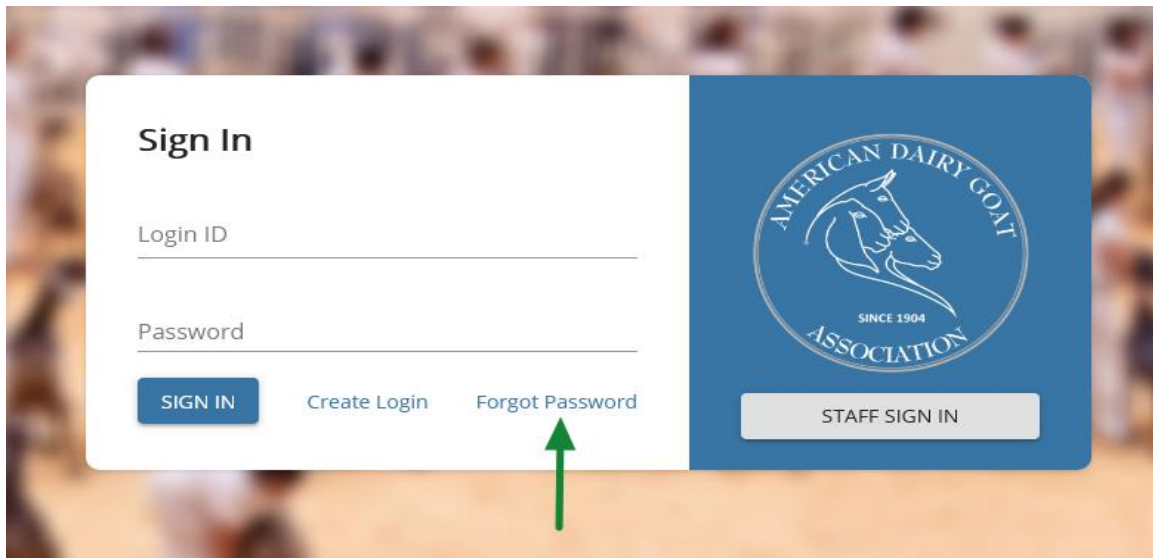 Sign In
Login ID
Password
SIGN IN
Create Login
Forgot Password
AMERICAN DAIRY GOAT
SINCE 1904
ASSOCIATION
STAFF SIGN IN